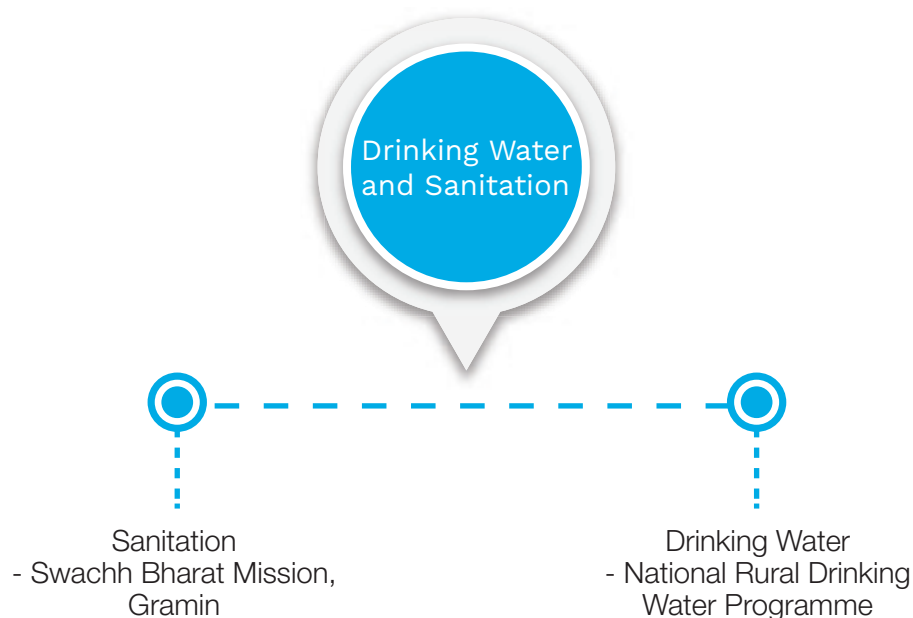 Drinking Water
and Sanitation
Sanitation
- Swachh Bharat Mission,
Gramin
Drinking Water
- National Rural Drinking
Water Programme